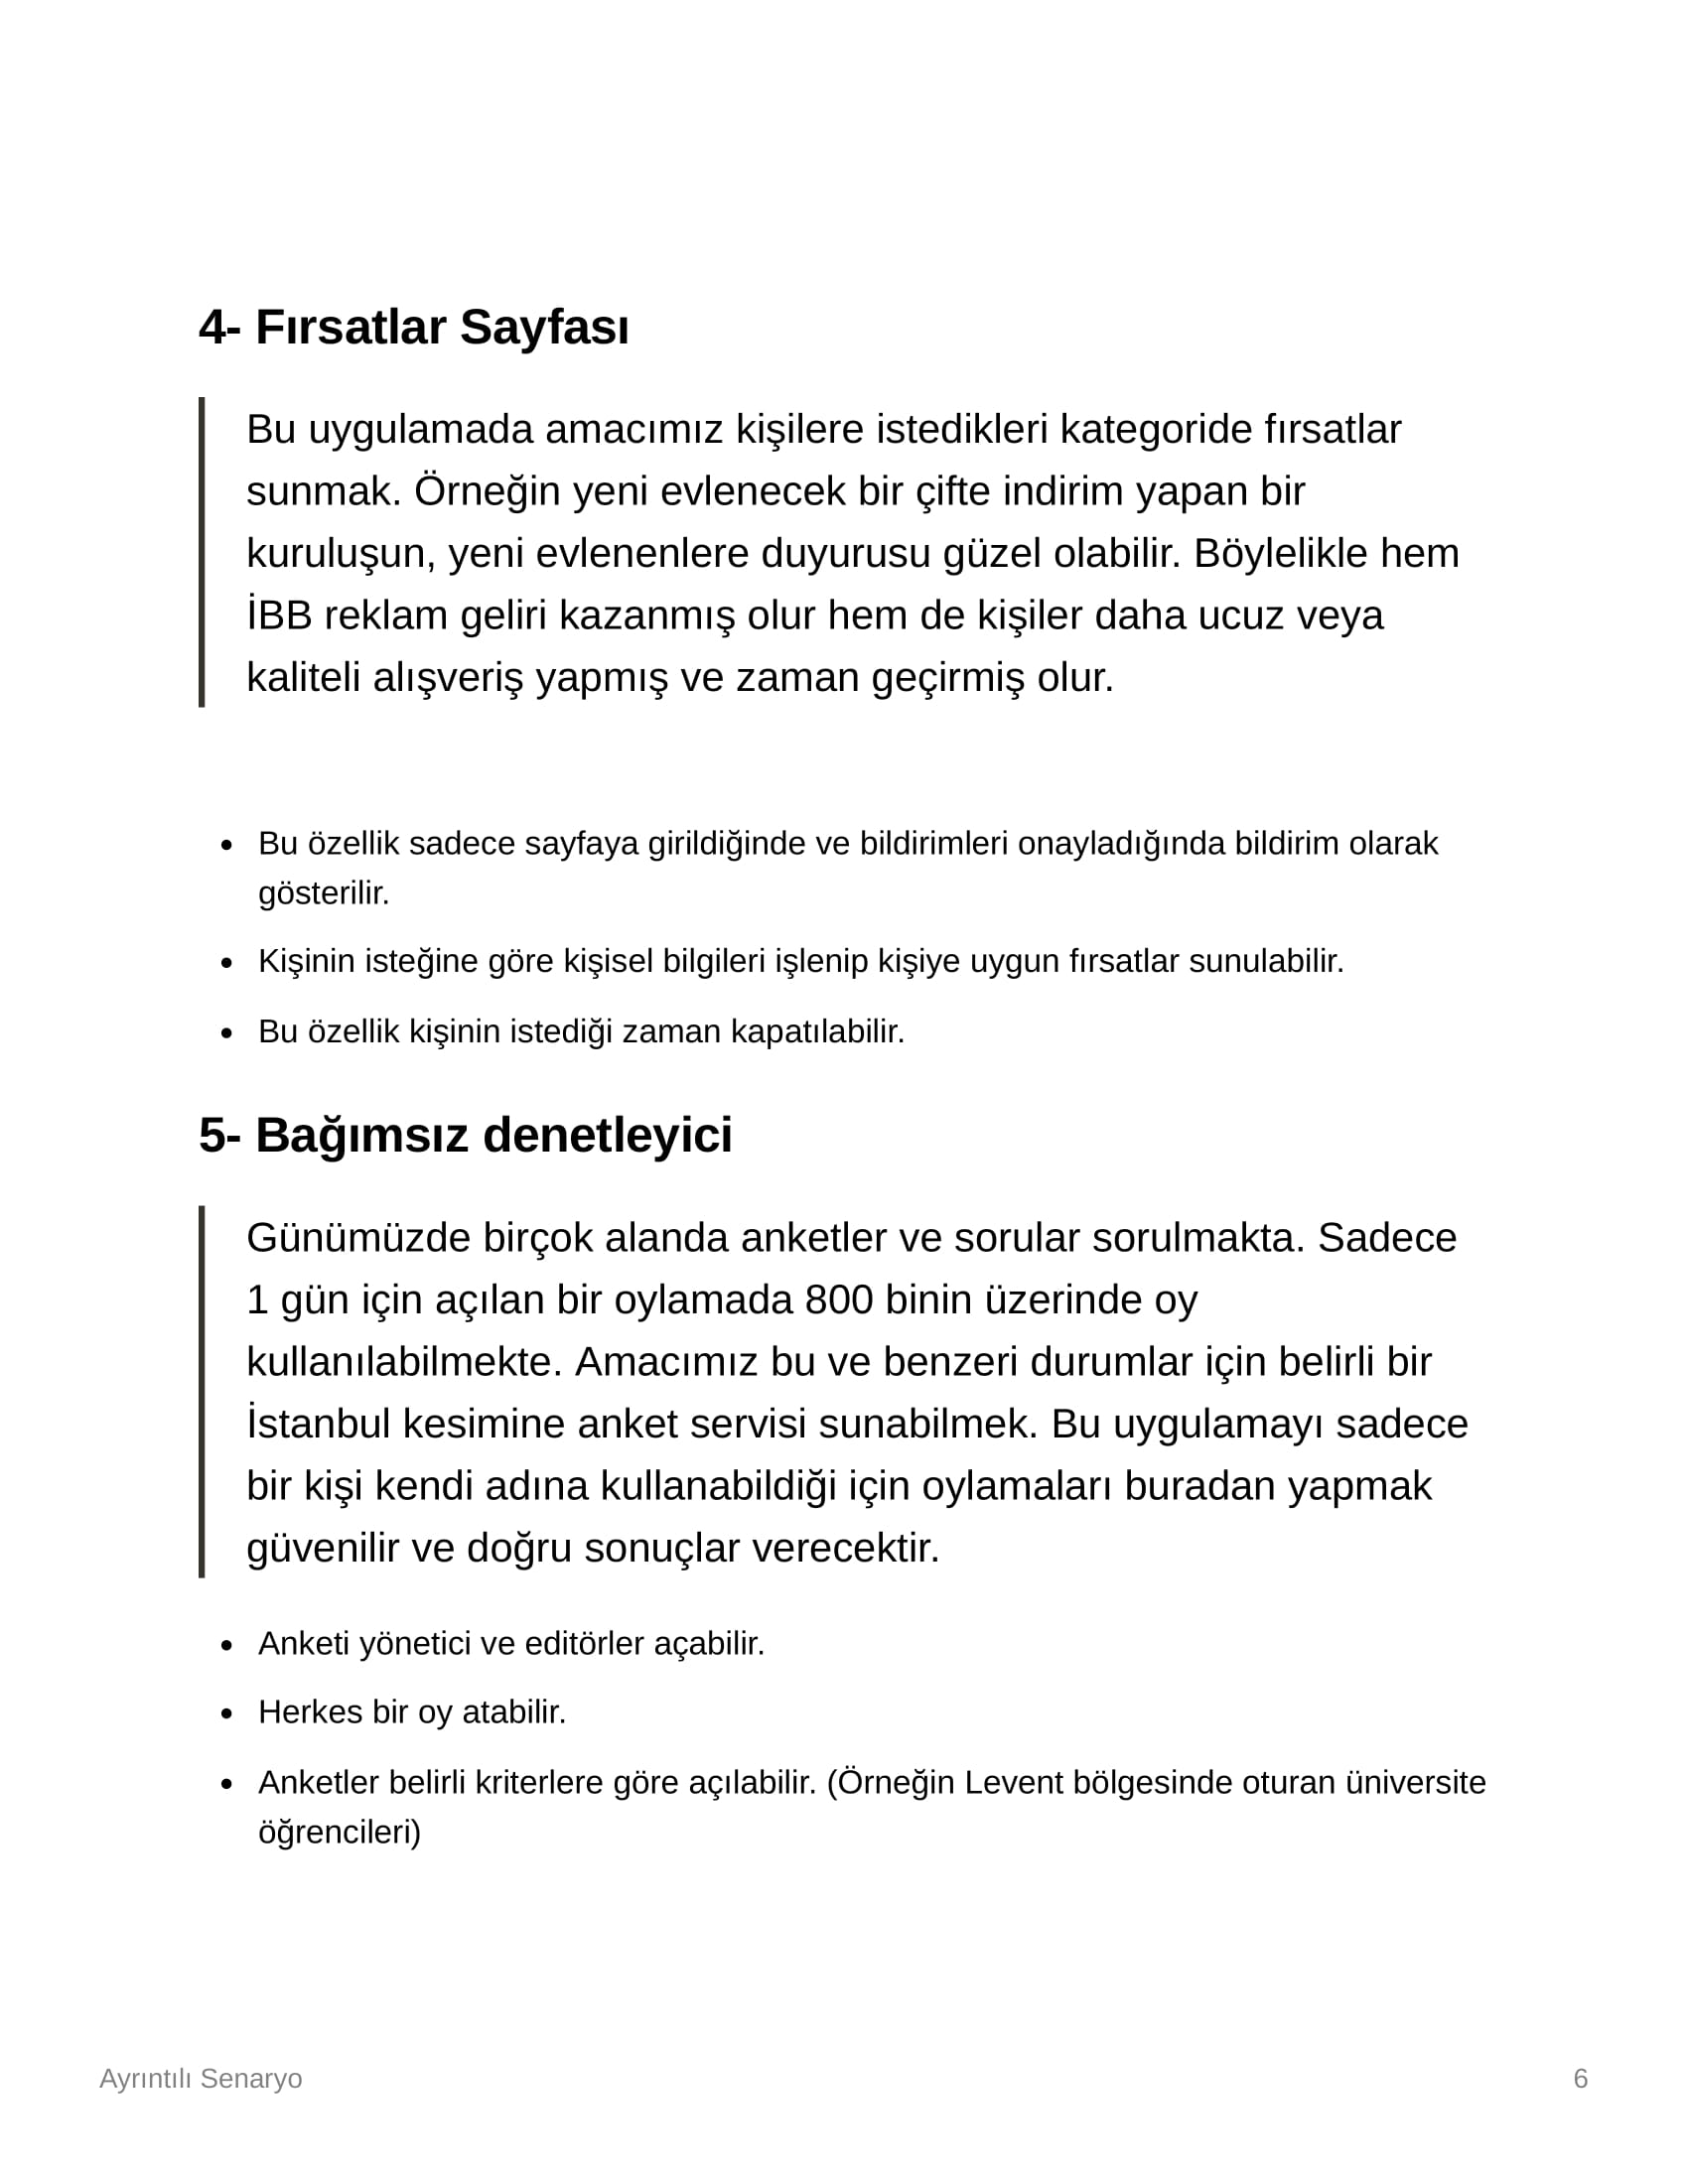 4- Fırsatlar Sayfası
Bu uygulamada amacımız kişilere istedikleri kategoride fırsatlar
sunmak. Örneğin yeni evlenecek bir çifte indirim yapan bir
kuruluşun, yeni evlenenlere duyurusu güzel olabilir. Böylelikle hem
İBB reklam geliri kazanmış olur hem de kişiler daha ucuz veya
kaliteli alışveriş yapmış ve zaman geçirmiş olur.
• Bu özellik sadece sayfaya girildiğinde ve bildirimleri onayladığında bildirim olarak
gösterilir.
• Kişinin isteğine göre kişisel bilgileri işlenip kişiye uygun fırsatlar sunulabilir.
• Bu özellik kişinin istediği zaman kapatılabilir.
5- Bağımsız denetleyici
Günümüzde birçok alanda anketler ve sorular sorulmakta. Sadece
1 gün için açılan bir oylamada 800 binin üzerinde oy
kullanılabilmekte. Amacımız bu ve benzeri durumlar için belirli bir
İstanbul kesimine anket servisi sunabilmek. Bu uygulamayı sadece
bir kişi kendi adına kullanabildiği için oylamaları buradan yapmak
güvenilir ve doğru sonuçlar verecektir.
• Anketi yönetici ve editörler açabilir.
• Herkes bir oy atabilir.
• Anketler belirli kriterlere göre açılabilir. (Örneğin Levent bölgesinde oturan üniversite
öğrencileri)
Ayrıntılı Senaryo 6